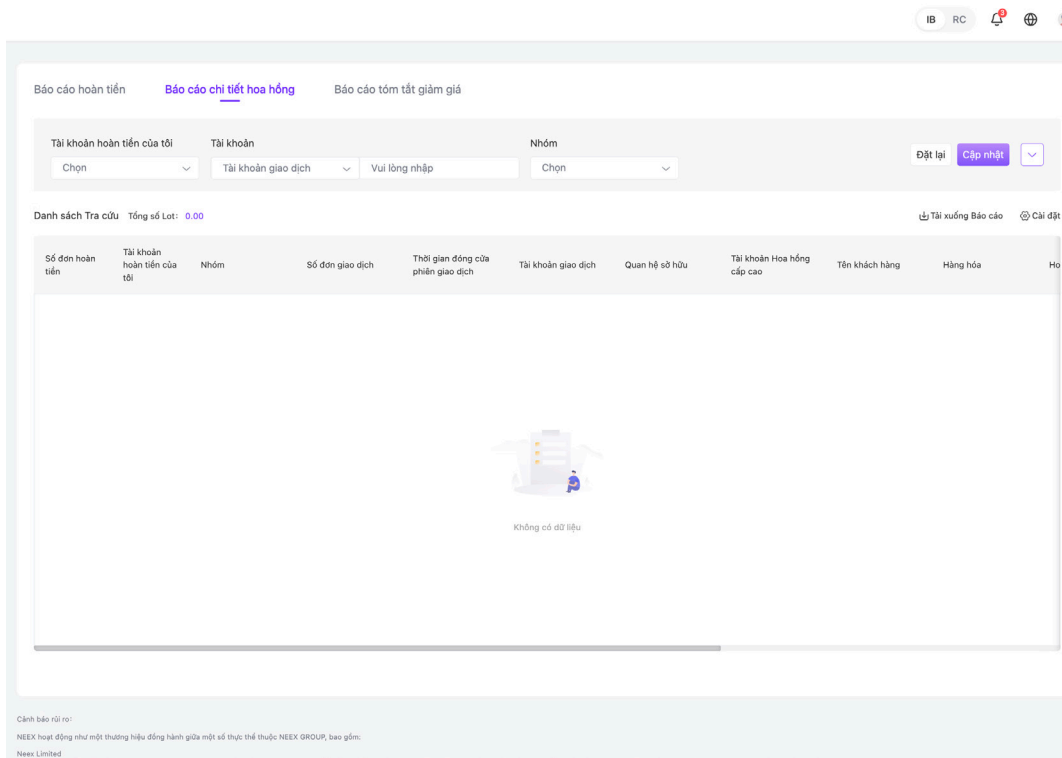 IB RC 3
Báo cáo hoàn tiền Báo cáo chi tiết hoa hồng Báo cáo tóm tắt giảm giá
Tài khoản hoàn tiền của tôi Tài khoản Nhóm
Chọn Tài khoản giao dịch Vui lòng nhập Chọn Đặt lại Cập nhật
Danh sách Tra cứu Tổng số Lot: 0.00 Tải xuống Báo cáo Cài đặt
Số đơn hoàn tiền
Tài khoản hoàn tiền của tôi
Nhóm
Số đơn giao dịch
Thời gian đóng cửa phiên giao dịch
Tài khoản giao dịch
Quan hệ sở hữu
Tài khoản Hoa hồng cấp cao
Tên khách hàng
Hàng hóa
Ho
Không có dữ liệu
Cảnh báo rủi ro:
NEEX hoạt động như một thương hiệu đồng hành giữa một số thực thể thuộc NEEX GROUP, bao gồm:
Neex Limited